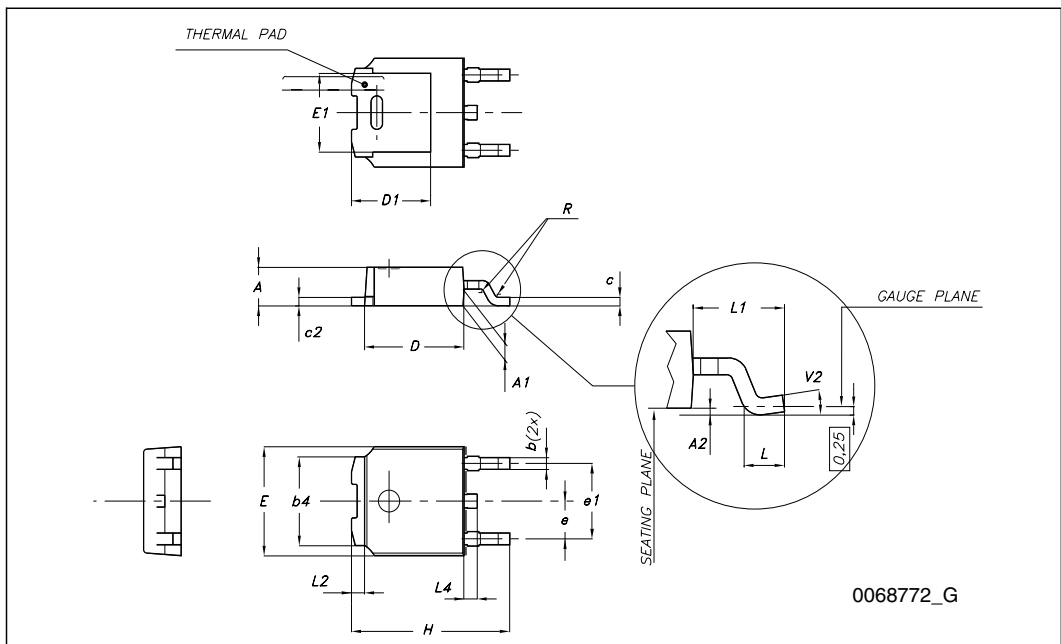 THERMAL PAD
E1
D1
R
A
c
c2
D
A1
L1
GAUGE PLANE
V2
A2
L
0,25
SEATING PLANE
b(2x)
E
b4
e
e1
L2
L4
H
0068772_G